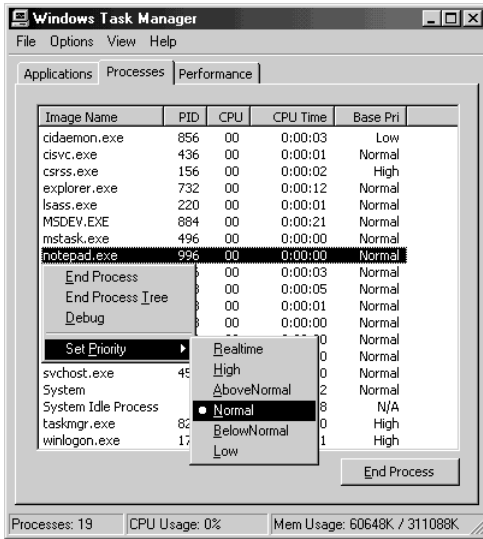 Windows Task Manager
File Options View Help
Applications Processes Performance
Image Name PID CPU CPU Time Base Pri
cidaemon.exe 856 00 0:00:03 Low
cisvc.exe 436 00 0:00:01 Normal
csrss.exe 156 00 0:00:02 High
explorer.exe 732 00 0:00:12 Normal
lsass.exe 220 00 0:00:01 Normal
MSDEV.EXE 884 00 0:00:21 Normal
mstask.exe 496 00 0:00:00 Normal
notepad.exe 996 00 0:00:00 Normal
End Process 00 0:00:03 Normal
End Process Tree 00 0:00:05 Normal
00 0:00:01 Normal
Debug 00 0:00:00 Normal
Set Priority Realtime Normal
High Normal
svchost.exe Normal
System AboveNormal Normal
System Idle Process Normal N/A
taskmgr.exe BelowNormal High
winlogon.exe Low High
End Process
Processes: 19 CPU Usage: 0% Mem Usage: 60648K / 311088K